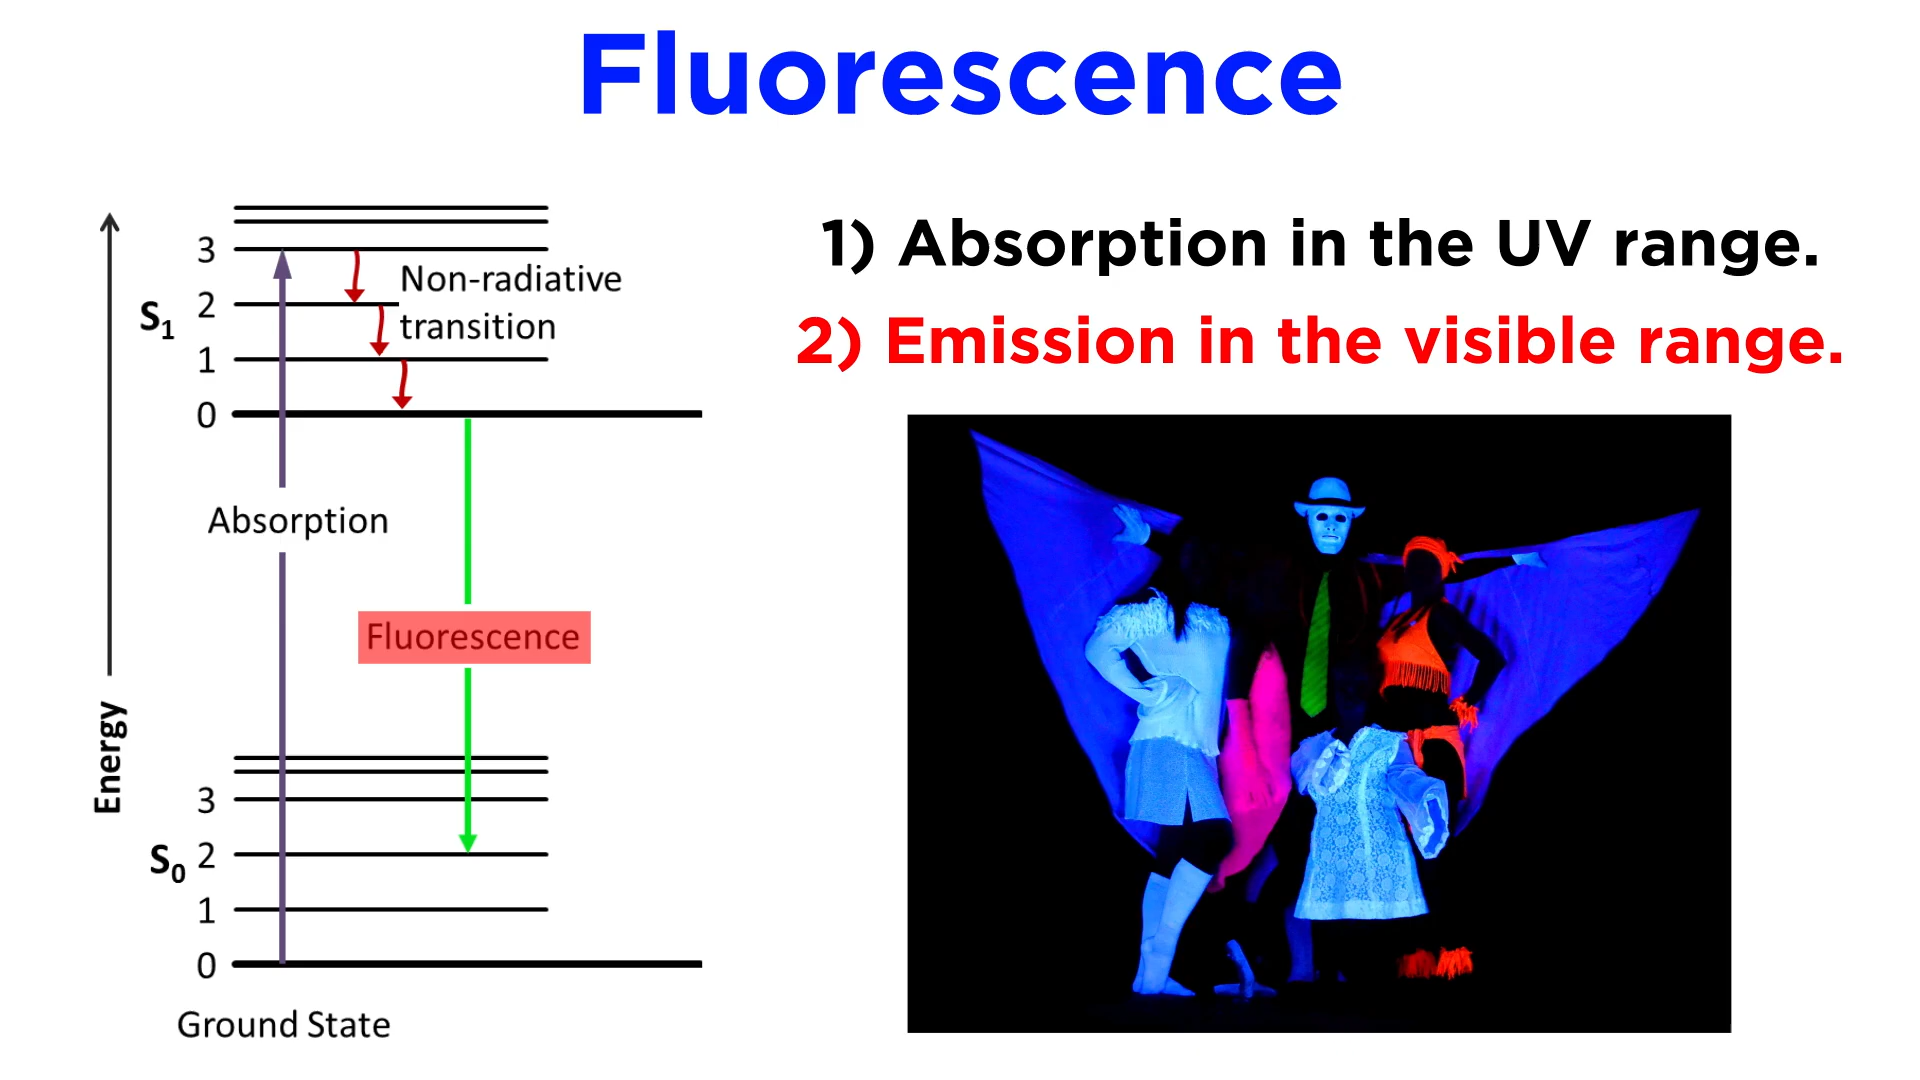 Fluorescence
3
Non-radiative
S1 2
transition
1
0
Absorption
Fluorescence
Energy
3
S0 2
1
0
Ground State
1) Absorption in the UV range.
2) Emission in the visible range.